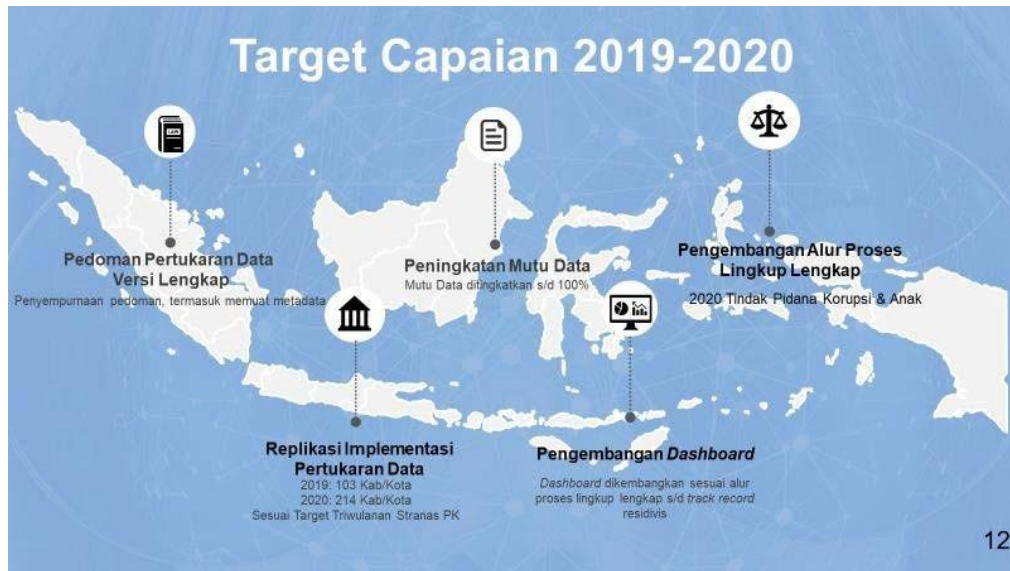 Target Capaian 2019-2020
Pedoman Pertukaran Data
Versi Lengkap
Penyempurnaan pedoman, termasuk memuat metadata
Peningkatan Mutu Data
Mutu Data ditingkatkan s/d 100%
Pengembangan Alur Proses
Lingkup Lengkap
2020 Tindak Pidana Korupsi & Anak
Replikasi Implementasi
Pertukaran Data
2019: 103 Kab/Kota
2020: 214 Kab/Kota
Sesuai Target Triwulanan Stranas PK
Pengembangan Dashboard
Dashboard dikembangkan sesuai alur
proses lingkup lengkap s/d track record
residivis
12